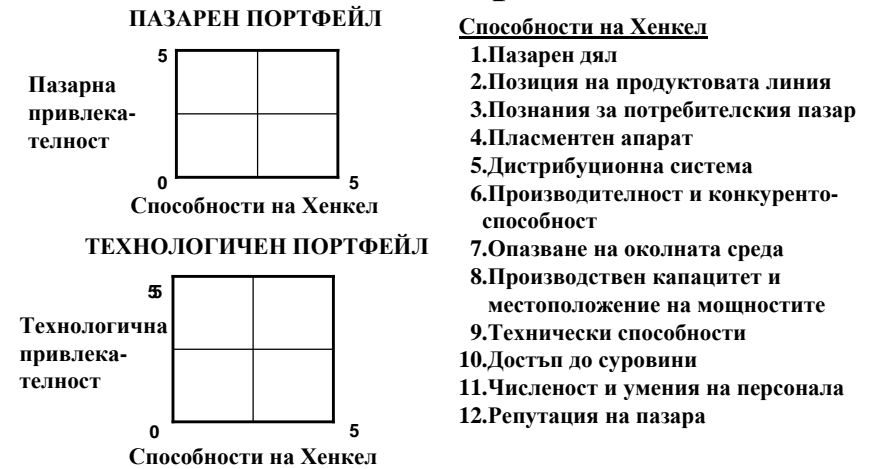 ПАЗАРЕН ПОРТФЕЙЛ
5
Пазарна
привлека-
телност
0
5
Способности на Хенкел
ТЕХНОЛОГИЧЕН ПОРТФЕЙЛ
5
Технологична
привлека-
телност
0
5
Способности на Хенкел
Способности на Хенкел
1.Пазарен дял
2.Позиция на продуктовата линия
3.Познания за потребителския пазар
4.Пласментен апарат
5.Дистрибуционна система
6.Производителност и конкуренто-
способност
7.Опазване на околната среда
8.Производствен капацитет и
местоположение на мощностите
9.Технически способности
10.Достъп до суровини
11.Численост и умения на персонала
12.Репутация на пазара